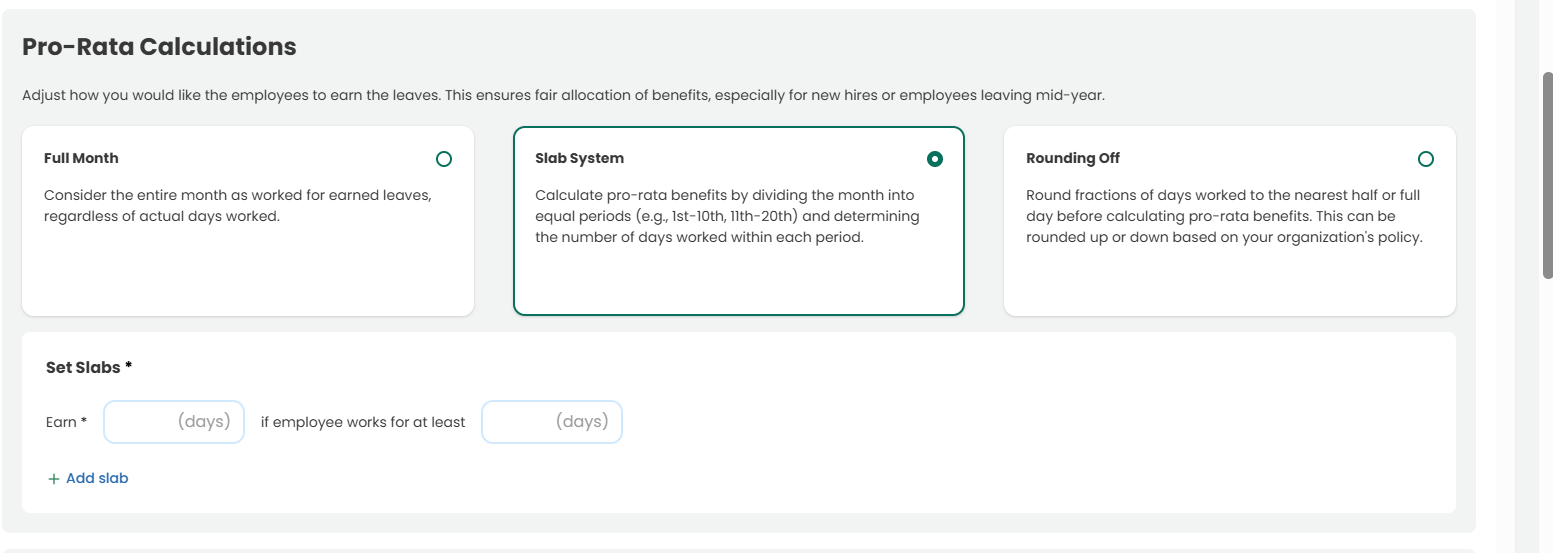 Pro-Rata Calculations
Adjust how you would like the employees to earn the leaves. This ensures fair allocation of benefits, especially for new hires or employees leaving mid-year.
Full Month
Consider the entire month as worked for earned leaves,
regardless of actual days worked.
Slab System
Calculate pro-rata benefits by dividing the month into
equal periods (e.g., 1st-10th, 11th-20th) and determining
the number of days worked within each period.
Rounding Off
Round fractions of days worked to the nearest half or full
day before calculating pro-rata benefits. This can be
rounded up or down based on your organization's policy.
Set Slabs *
Earn * (days) if employee works for at least (days)
+ Add slab